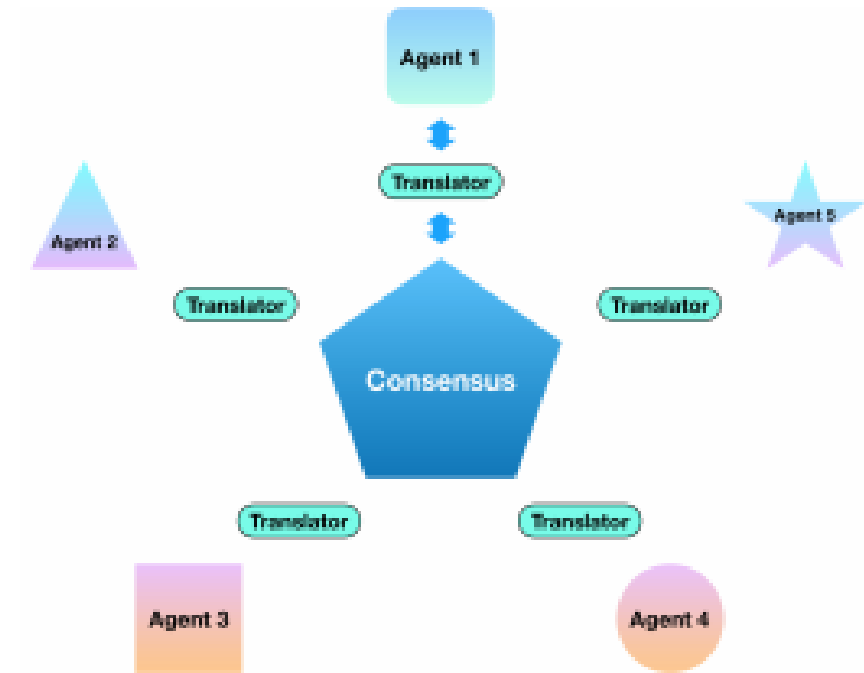 Agent 1
Translator
Agent 2
Agent 5
Translator
Translator
Consensus
Translator
Translator
Agent 3
Agent 4